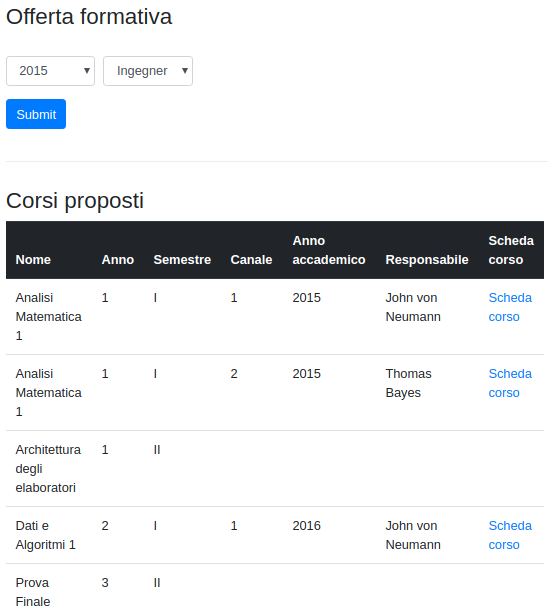 Offerta formativa
2015 Ingegner
Submit
Corsi proposti
Nome Anno Semestre Canale Anno accademico Responsabile Scheda corso
Analisi Matematica 1 1 I 1 2015 John von Neumann Scheda corso
Analisi Matematica 1 1 I 2 2015 Thomas Bayes Scheda corso
Architettura degli elaboratori 1 II
Dati e Algoritmi 1 2 I 1 2016 John von Neumann Scheda corso
Prova Finale 3 II